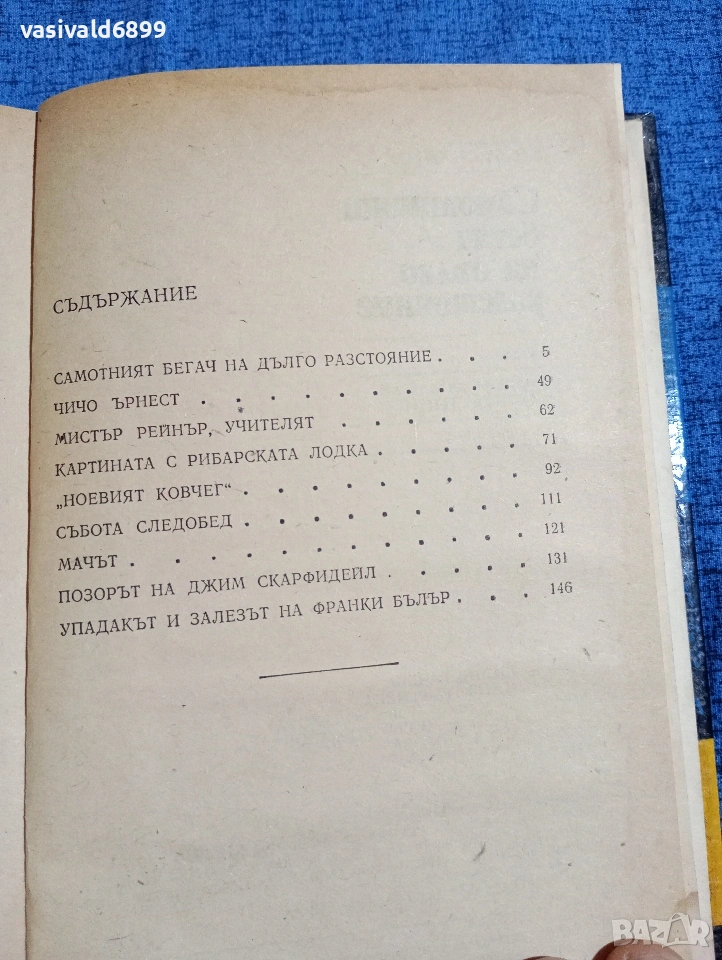 vasivald6899
СЪДЪРЖАНИЕ
САМОТНИЯТ БЕГАЧ НА ДЪЛГО РАЗСТОЯНИЕ . . . 5
ЧИЧО ЪРНЕСТ . . . . . . . . . . 49
МИСТЪР РЕЙНЪР, УЧИТЕЛЯТ . . . . . . 62
КАРТИНАТА С РИБАРСКАТА ЛОДКА . . . . . 71
„НОЕВИЯТ КОВЧЕГ“ . . . . . . . . 92
СЪБОТА СЛЕДОБЕД . . . . . . . . 111
МАЧЪТ . . . . . . . . . . . 121
ПОЗОРЪТ НА ДЖИМ СКАРФИДЕЙЛ . . . . 131
УПАДАКЪТ И ЗАЛЕЗЪТ НА ФРАНКИ БЪЛЪР . . . 146
BAZAR